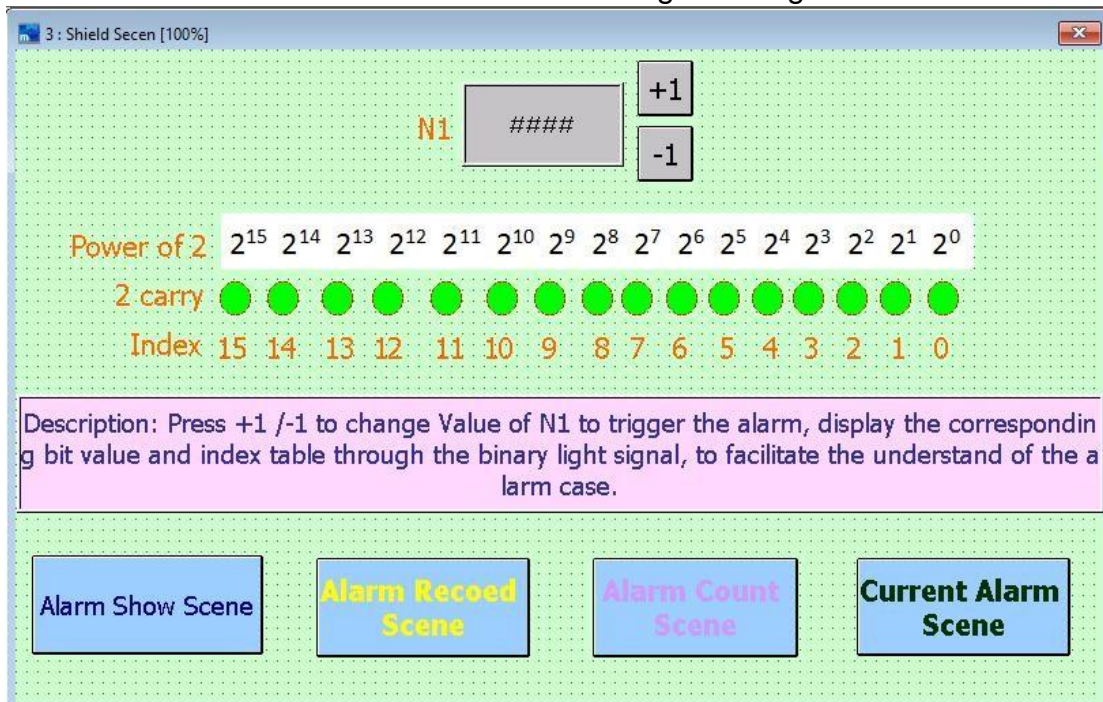 3 : Shield Secen [100%]
+1
N1 ####
-1
Power of 2 2¹⁵ 2¹⁴ 2¹³ 2¹² 2¹¹ 2¹⁰ 2⁹ 2⁸ 2⁷ 2⁶ 2⁵ 2⁴ 2³ 2² 2¹ 2⁰
2 carry
Index 15 14 13 12 11 10 9 8 7 6 5 4 3 2 1 0
Description: Press +1 /-1 to change Value of N1 to trigger the alarm, display the correspondin
g bit value and index table through the binary light signal, to facilitate the understand of the a
larm case.
Alarm Show Scene
Alarm Recoed
Scene
Alarm Count
Scene
Current Alarm
Scene